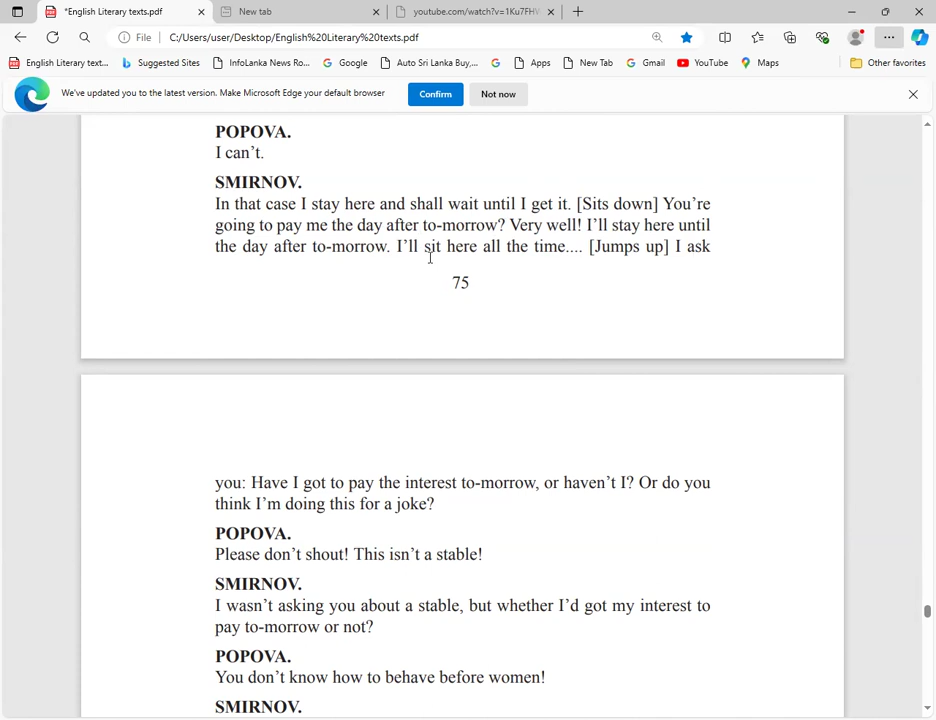 *English Literary texts.pdf
New tab
youtube.com/watch?v=1Ku7FHV
File
C:/Users/user/Desktop/English%20Literary%20texts.pdf
English Literary text...
Suggested Sites
InfoLanka News Ro...
Google
Auto Sri Lanka Buy,...
Apps
New Tab
Gmail
YouTube
Maps
Other favorites
We've updated you to the latest version. Make Microsoft Edge your default browser
Confirm
Not now
POPOVA.
I can't.
SMIRNOV.
In that case I stay here and shall wait until I get it. [Sits down] You're
going to pay me the day after to-morrow? Very well! I'll stay here until
the day after to-morrow. I'll sit here all the time.... [Jumps up] I ask
75
you: Have I got to pay the interest to-morrow, or haven't I? Or do you
think I'm doing this for a joke?
POPOVA.
Please don't shout! This isn't a stable!
SMIRNOV.
I wasn't asking you about a stable, but whether I'd got my interest to
pay to-morrow or not?
POPOVA.
You don't know how to behave before women!
SMIRNOV.